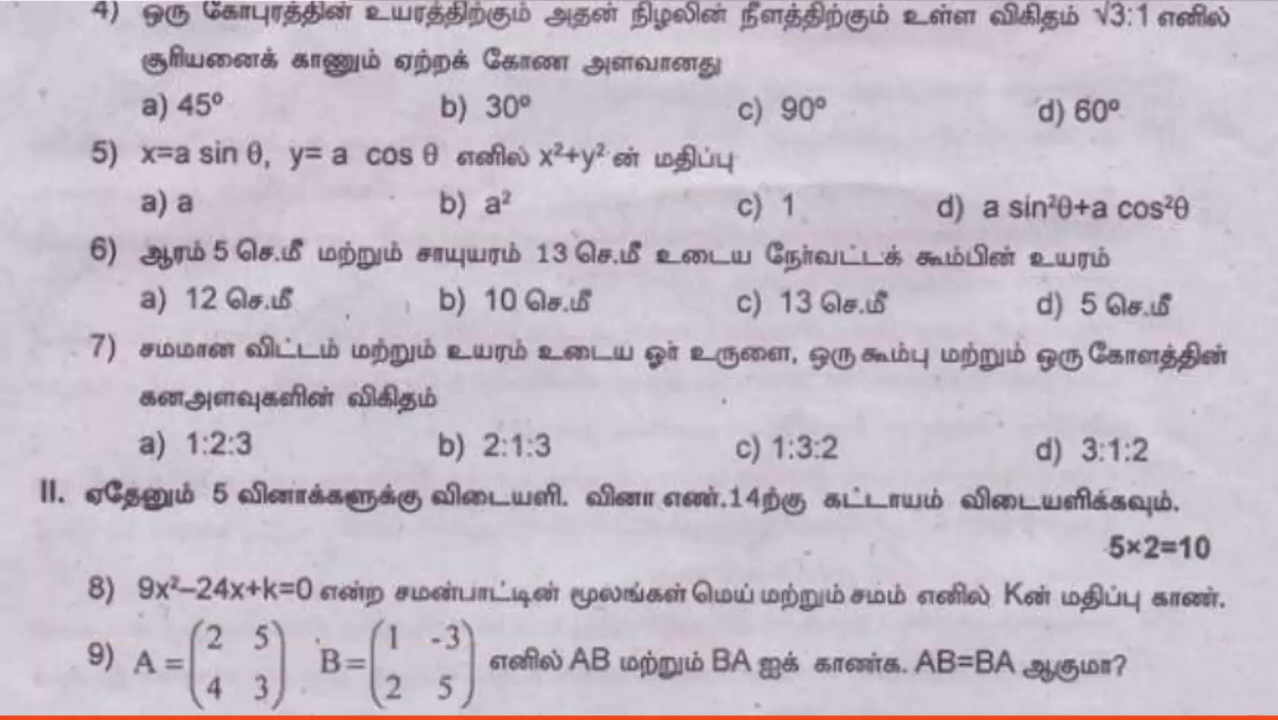 4) ஒரு கோபுரத்தின் உயரத்திற்கும் அதன் நிழலின் நீளத்திற்கும் உள்ள விகிதம் √3:1 எனில்
சூரியனைக் காணும் ஏற்றக் கோண அளவானது
a) 45⁰ b) 30⁰ c) 90⁰ d) 60⁰
5) x=a sin θ, y= a cos θ எனில் x²+y² ன் மதிப்பு
a) a b) a² c) 1 d) a sin²θ+a cos²θ
6) ஆரம் 5 செ.மீ மற்றும் சாயுயரம் 13 செ.மீ உடைய நேர்வட்டக் கூம்பின் உயரம்
a) 12 செ.மீ b) 10 செ.மீ c) 13 செ.மீ d) 5 செ.மீ
7) சமமான விட்டம் மற்றும் உயரம் உடைய ஓர் உருளை, ஒரு கூம்பு மற்றும் ஒரு கோளத்தின்
கனஅளவுகளின் விகிதம்
a) 1:2:3 b) 2:1:3 c) 1:3:2 d) 3:1:2
II. ஏதேனும் 5 வினாக்களுக்கு விடையளி. வினா எண்.14ற்கு கட்டாயம் விடையளிக்கவும்.
5×2=10
8) 9x²–24x+k=0 என்ற சமன்பாட்டின் மூலங்கள் மெய் மற்றும் சமம் எனில் Kன் மதிப்பு காண்.
9) A = (2 5 B= (1 -3 எனில் AB மற்றும் BA ஐக் காண்க. AB=BA ஆகுமா?
4 3) 2 5)